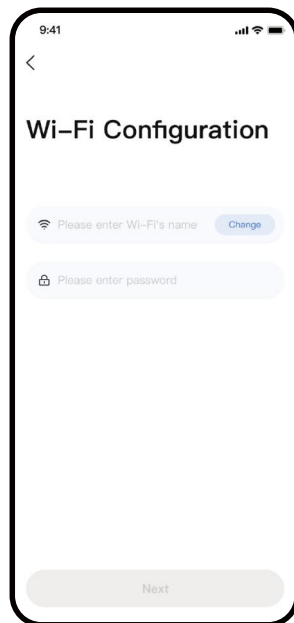 9:41
Wi-Fi Configuration
Please enter Wi-Fi's name
Change
Please enter password
Next